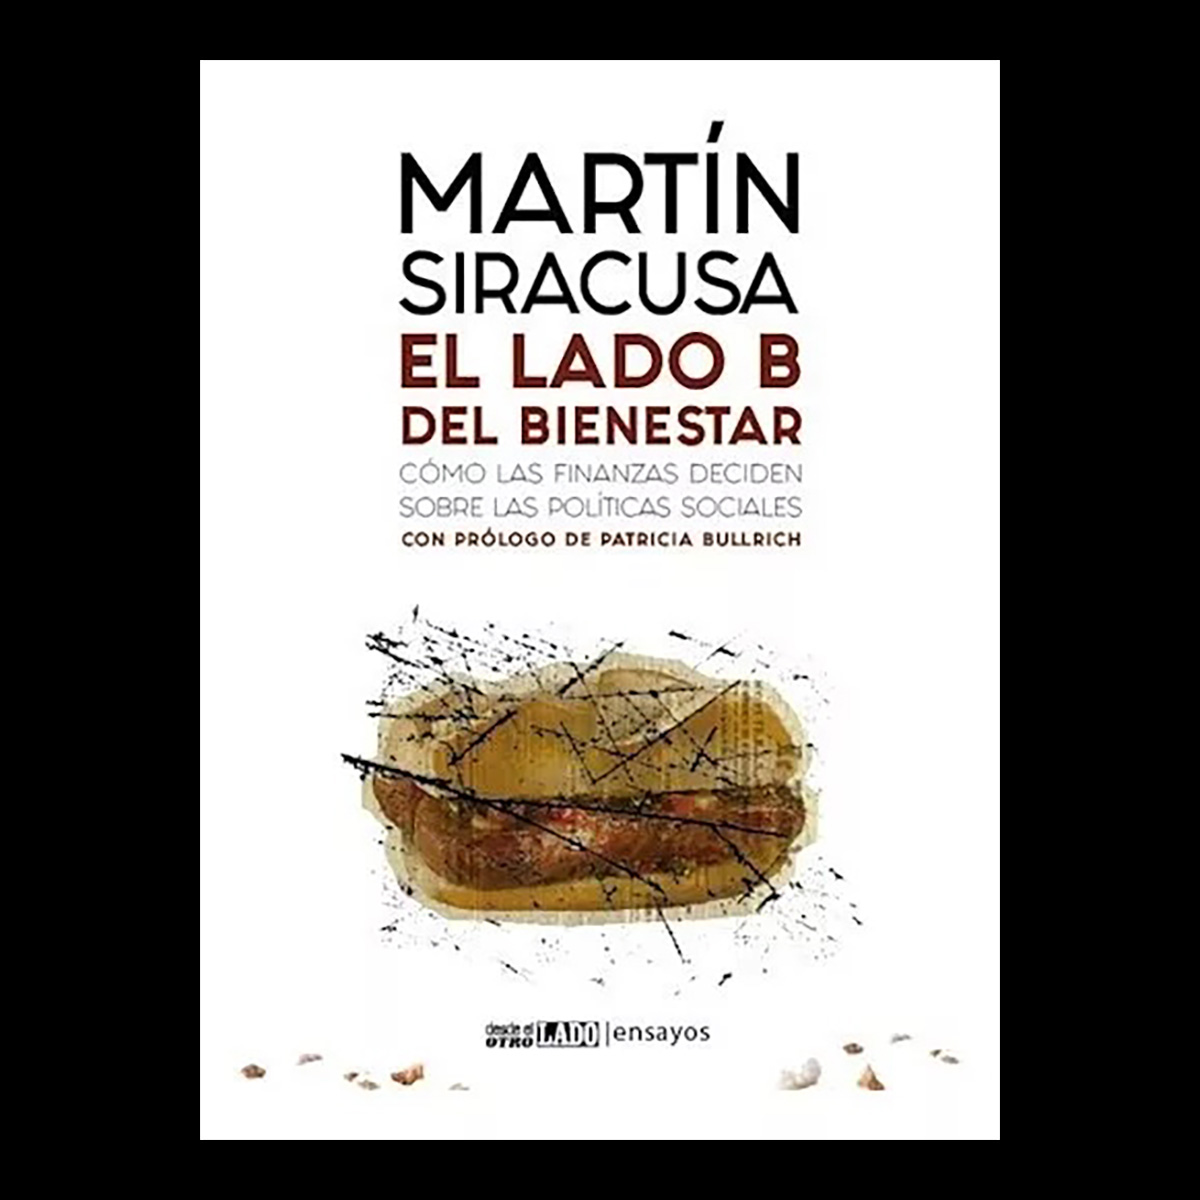 MARTÍN
SIRACUSA
EL LADO B
DEL BIENESTAR
CÓMO LAS FINANZAS DECIDEN
SOBRE LAS POLÍTICAS SOCIALES
CON PRÓLOGO DE PATRICIA BULLRICH
desde el
OTRO LADO | ensayos